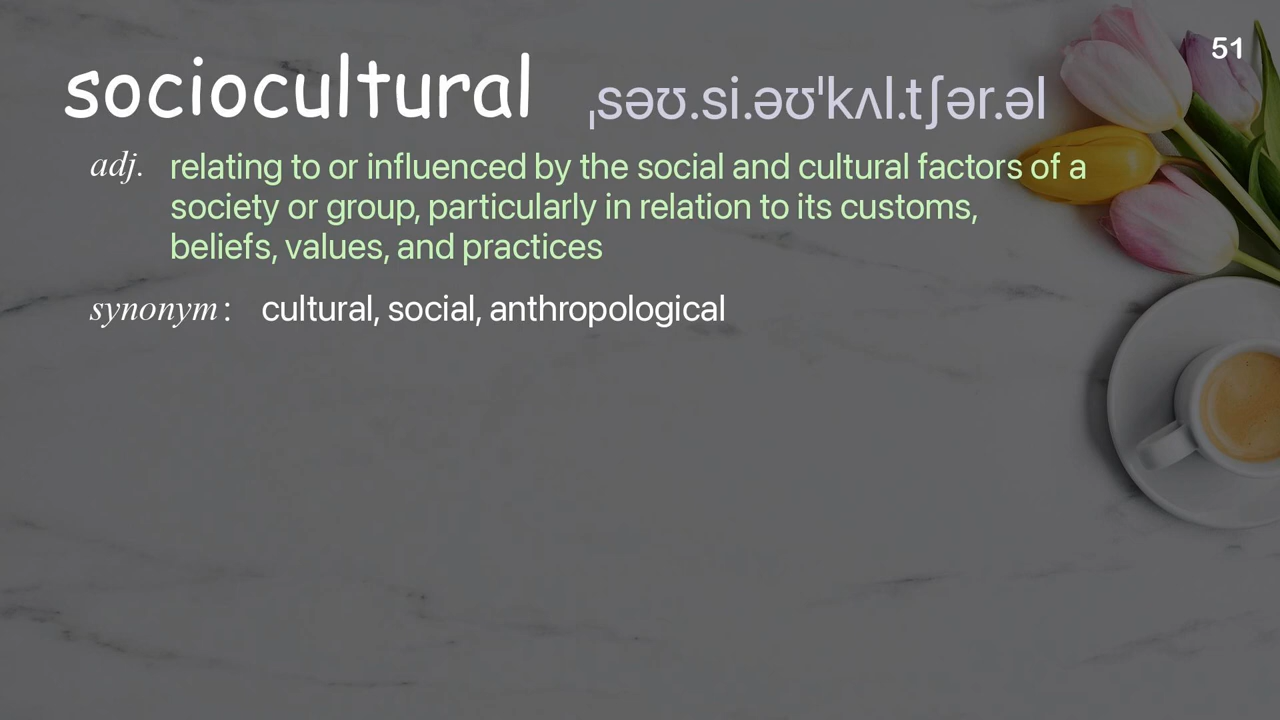 51
sociocultural ˌsəʊ.si.əʊˈkʌl.tʃər.əl
adj. relating to or influenced by the social and cultural factors of a
society or group, particularly in relation to its customs,
beliefs, values, and practices
synonym: cultural, social, anthropological